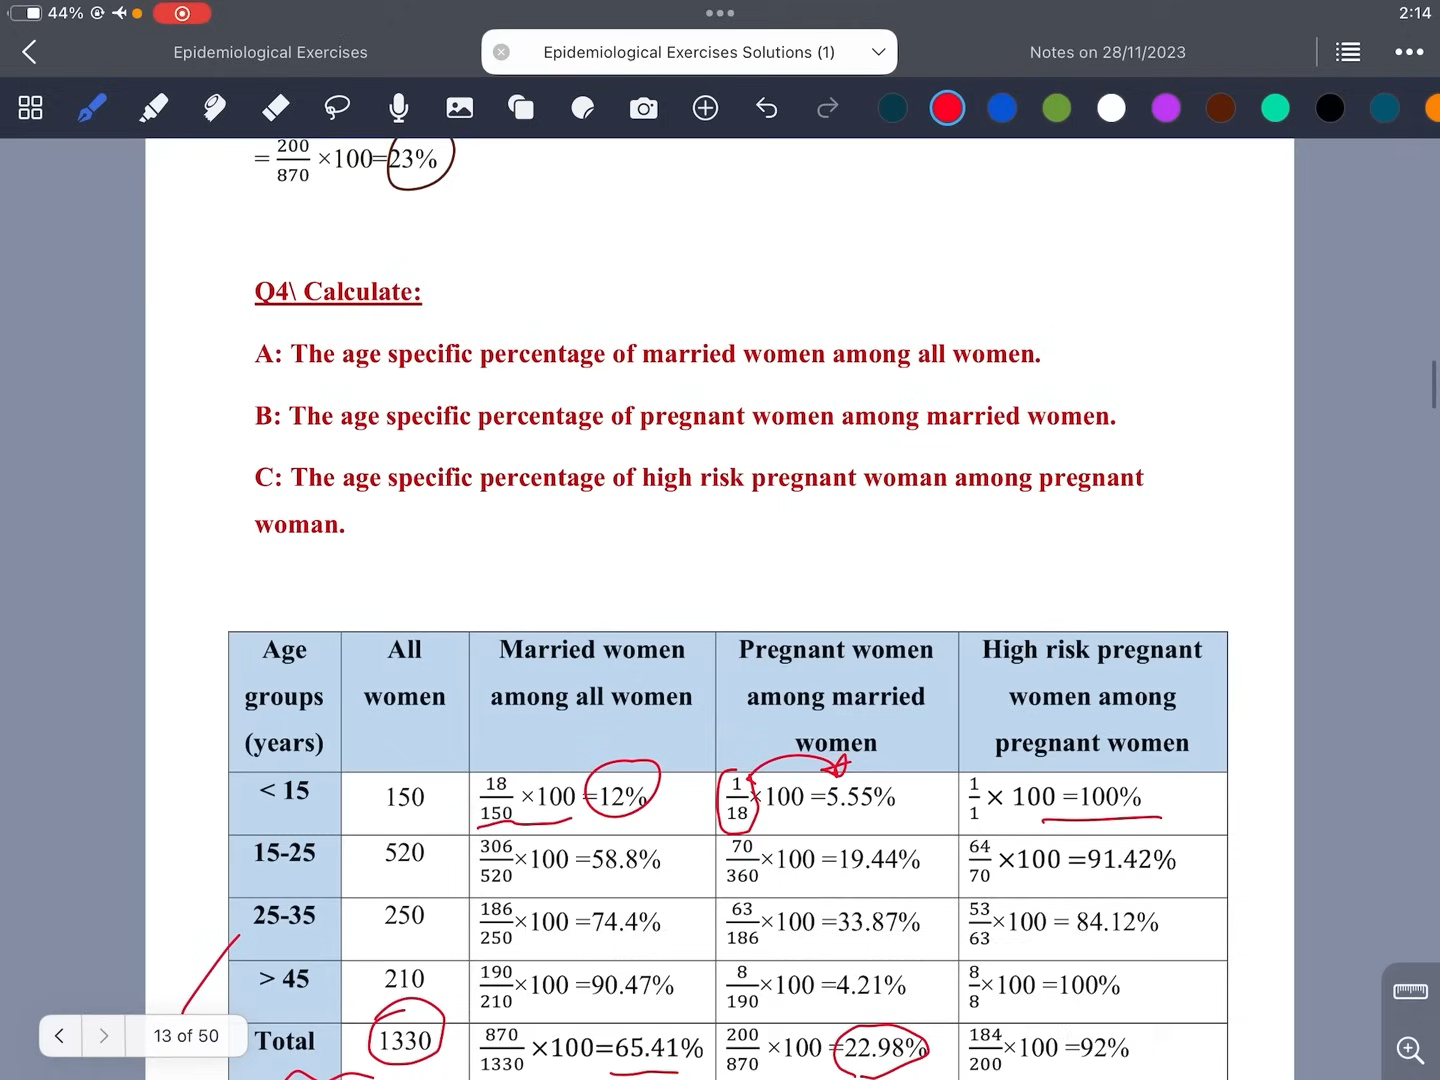 44%
2:14
Epidemiological Exercises
Epidemiological Exercises Solutions (1)
Notes on 28/11/2023
= 200/870 ×100=23%
Q4\ Calculate:
A: The age specific percentage of married women among all women.
B: The age specific percentage of pregnant women among married women.
C: The age specific percentage of high risk pregnant woman among pregnant
woman.
Age groups (years) | All women | Married women among all women | Pregnant women among married women | High risk pregnant women among pregnant women
< 15 | 150 | 18/150 ×100 =12% | 1/18 ×100 =5.55% | 1/1 × 100 =100%
15-25 | 520 | 306/520 ×100 =58.8% | 70/360 ×100 =19.44% | 64/70 ×100 =91.42%
25-35 | 250 | 186/250 ×100 =74.4% | 63/186 ×100 =33.87% | 53/63 ×100 = 84.12%
> 45 | 210 | 190/210 ×100 =90.47% | 8/190 ×100 =4.21% | 8/8 ×100 =100%
Total | 1330 | 870/1330 ×100=65.41% | 200/870 ×100 =22.98% | 184/200 ×100 =92%
13 of 50